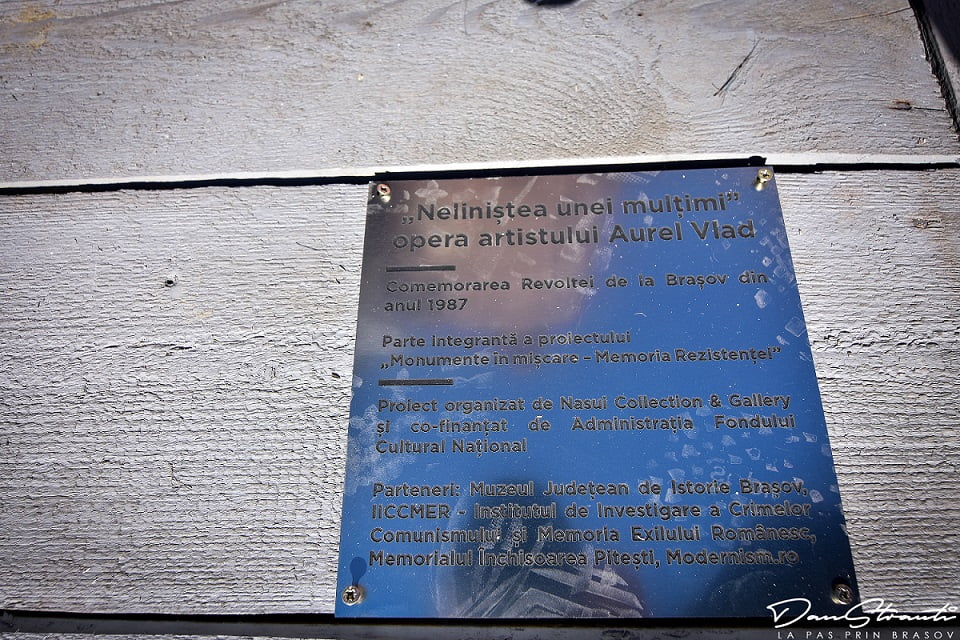 „Neliniștea unei mulțimi”
opera artistului Aurel Vlad
Comemorarea Revoltei de la Brașov din
anul 1987
Parte integrantă a proiectului
„Monumente în mișcare - Memoria Rezistenței”
Proiect organizat de Nasui Collection & Gallery
și co-finanțat de Administrația Fondului
Cultural Național
Parteneri: Muzeul Județean de Istorie Brașov,
IICCMER - Institutul de Investigare a Crimelor
Comunismului și Memoria Exilului Românesc,
Memorialul Închisoarea Pitești, Modernism.ro
LA PAS PRIN BRASOV